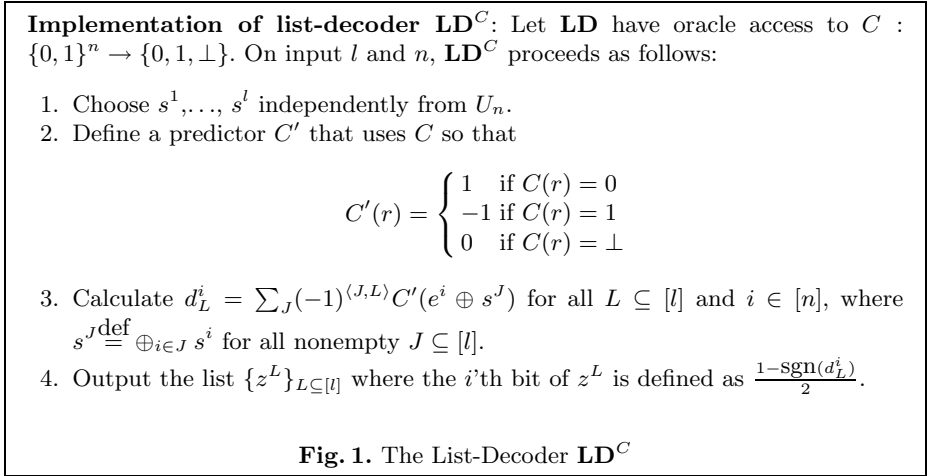 Implementation of list-decoder LD^C: Let LD have oracle access to C :
{0, 1}^n → {0, 1, ⊥}. On input l and n, LD^C proceeds as follows:
1. Choose s^1,..., s^l independently from U_n.
2. Define a predictor C′ that uses C so that
C′(r) = { 1 if C(r) = 0
−1 if C(r) = 1
0 if C(r) = ⊥
3. Calculate d^i_L = ∑_J(−1)^⟨J,L⟩C′(e^i ⊕ s^J) for all L ⊆ [l] and i ∈ [n], where
s^J def= ⊕_{i∈J} s^i for all nonempty J ⊆ [l].
4. Output the list {z^L}_{L⊆[l]} where the i'th bit of z^L is defined as (1−sgn(d^i_L))/2.
Fig. 1. The List-Decoder LD^C